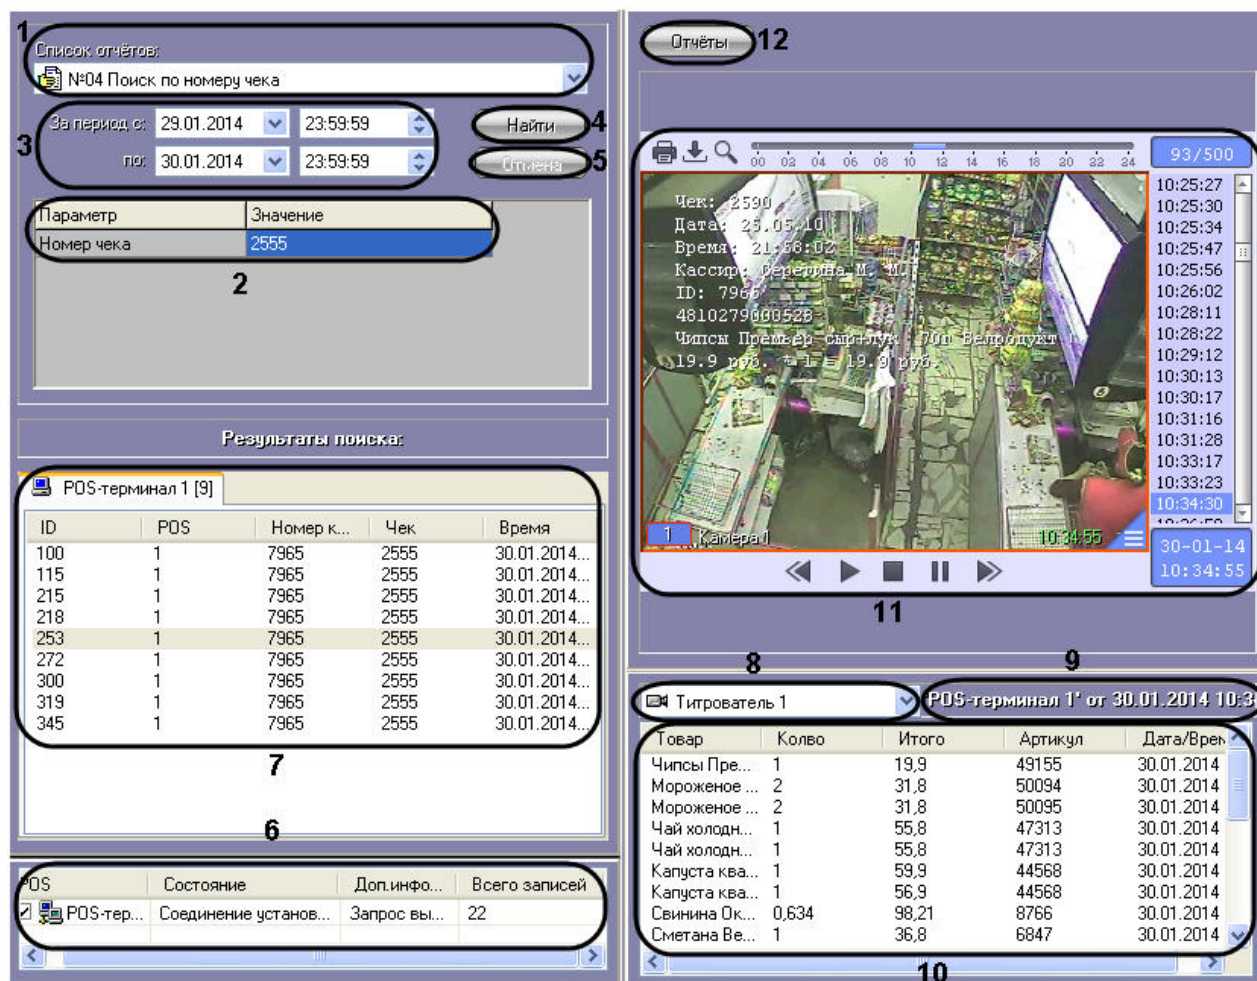 1
Список отчётов:
№04 Поиск по номеру чека
3
За период с: 29.01.2014 23:59:59
по: 30.01.2014 23:59:59
Найти 4
Отмена 5
Параметр Значение
Номер чека 2555
2
Результаты поиска:
POS-терминал 1 [9]
ID POS Номер к... Чек Время
100 1 7965 2555 30.01.2014...
115 1 7965 2555 30.01.2014...
215 1 7965 2555 30.01.2014...
218 1 7965 2555 30.01.2014...
253 1 7965 2555 30.01.2014...
272 1 7965 2555 30.01.2014...
300 1 7965 2555 30.01.2014...
319 1 7965 2555 30.01.2014...
345 1 7965 2555 30.01.2014...
7
6
POS Состояние Доп.инфо... Всего записей
POS-тер... Соединение установ... Запрос вы... 22
Отчёты 12
00 02 04 06 08 10 12 14 16 18 20 22 24
93/500
Чек: 2590
Дата: 25.05.10
Время: 21:58:02
Кассир: Серегина М. М.
ID: 7965
4810279000528
Чипсы Премьер сыр+лук 70г Белпродукт
19.9 руб. * 1 = 19.9 руб.
1 Камера 1 10:34:55
10:25:27
10:25:30
10:25:34
10:25:47
10:25:56
10:26:02
10:28:11
10:28:22
10:29:12
10:30:13
10:30:17
10:31:16
10:31:28
10:33:17
10:33:23
10:34:30
30-01-14
10:34:55
11
8
9
Титрователь 1
POS-терминал 1' от 30.01.2014 10:3
Товар Колво Итого Артикул Дата/Врем
Чипсы Пре... 1 19,9 49155 30.01.2014
Мороженое ... 2 31,8 50094 30.01.2014
Мороженое ... 2 31,8 50095 30.01.2014
Чай холодн... 1 55,8 47313 30.01.2014
Чай холодн... 1 55,8 47313 30.01.2014
Капуста ква... 1 59,9 44568 30.01.2014
Капуста ква... 1 56,9 44568 30.01.2014
Свинина Ок... 0,634 98,21 8766 30.01.2014
Сметана Ве... 1 36,8 6847 30.01.2014
10